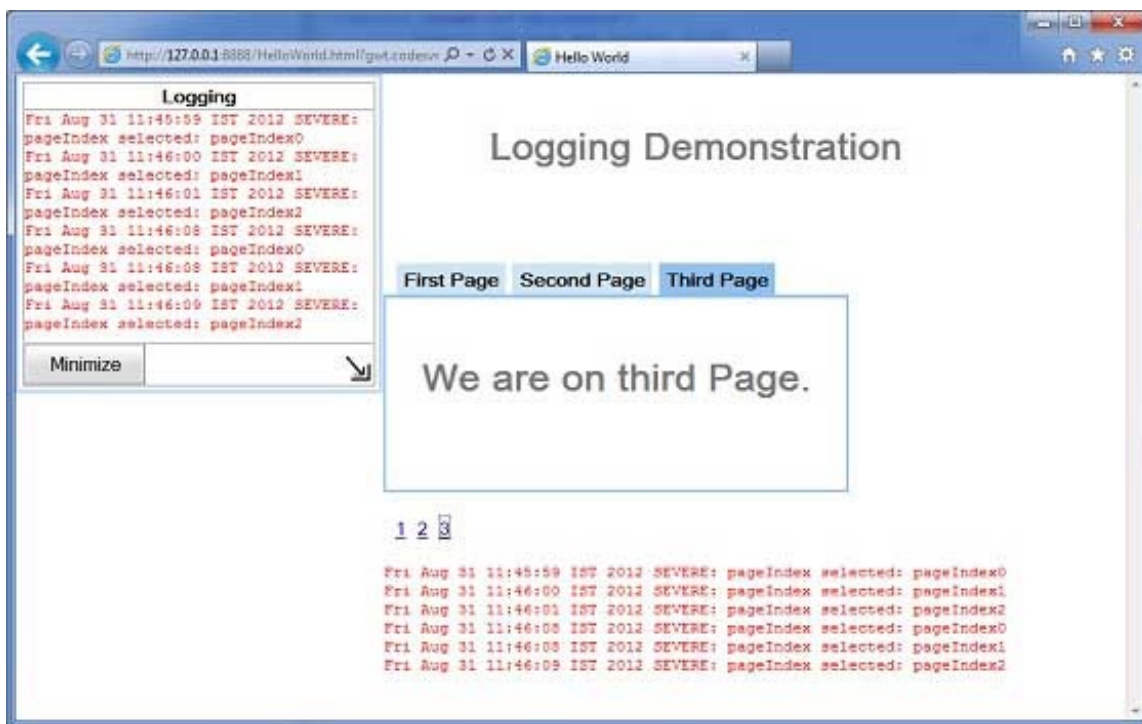 http://127.0.0.1:8888/HelloWorld.html?gwt.codesv
Hello World
Logging
Fri Aug 31 11:45:59 IST 2012 SEVERE:
pageIndex selected: pageIndex0
Fri Aug 31 11:46:00 IST 2012 SEVERE:
pageIndex selected: pageIndex1
Fri Aug 31 11:46:01 IST 2012 SEVERE:
pageIndex selected: pageIndex2
Fri Aug 31 11:46:08 IST 2012 SEVERE:
pageIndex selected: pageIndex0
Fri Aug 31 11:46:08 IST 2012 SEVERE:
pageIndex selected: pageIndex1
Fri Aug 31 11:46:09 IST 2012 SEVERE:
pageIndex selected: pageIndex2
Minimize
Logging Demonstration
First Page Second Page Third Page
We are on third Page.
1 2 3
Fri Aug 31 11:45:59 IST 2012 SEVERE: pageIndex selected: pageIndex0
Fri Aug 31 11:46:00 IST 2012 SEVERE: pageIndex selected: pageIndex1
Fri Aug 31 11:46:01 IST 2012 SEVERE: pageIndex selected: pageIndex2
Fri Aug 31 11:46:08 IST 2012 SEVERE: pageIndex selected: pageIndex0
Fri Aug 31 11:46:08 IST 2012 SEVERE: pageIndex selected: pageIndex1
Fri Aug 31 11:46:09 IST 2012 SEVERE: pageIndex selected: pageIndex2